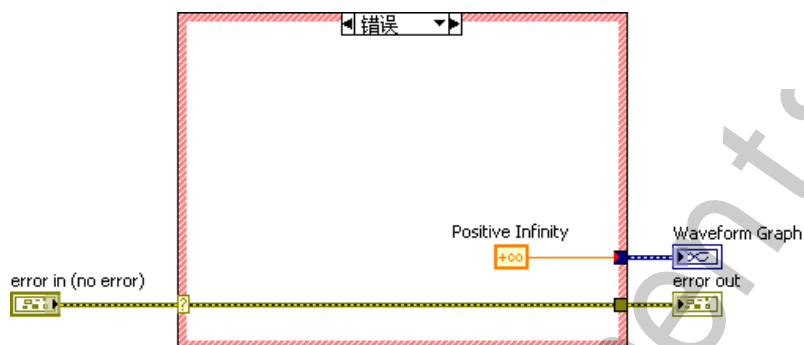 错误
Positive Infinity
+∞
Waveform Graph
error in (no error)
error out
?